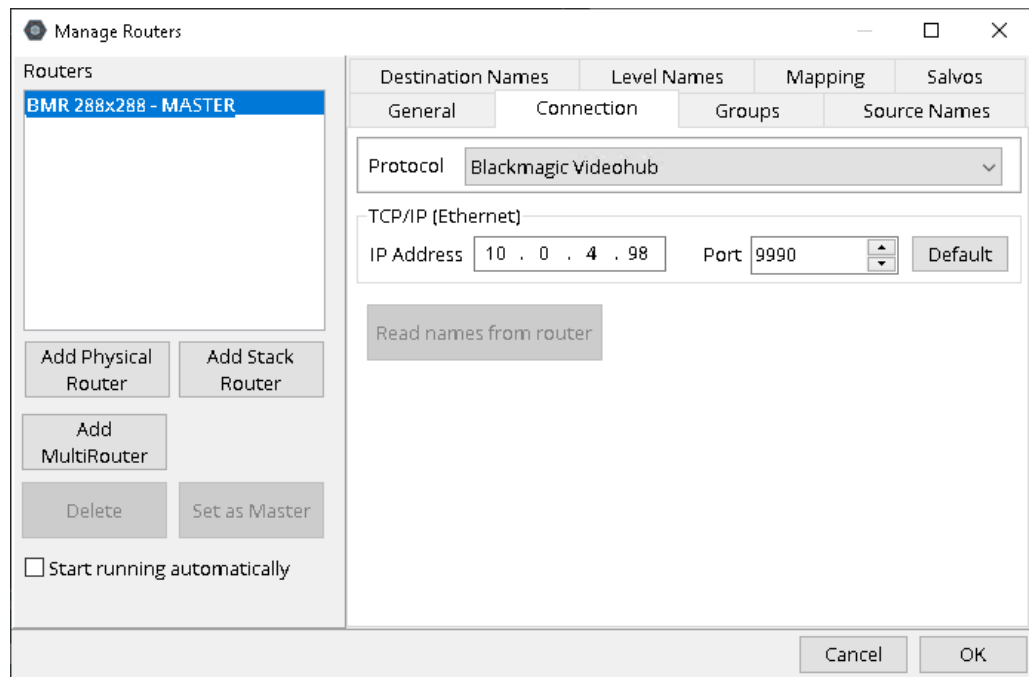 Manage Routers
Routers
BMR 288x288 - MASTER
Add Physical
Router
Add Stack
Router
Add
MultiRouter
Delete
Set as Master
Start running automatically
Destination Names
Level Names
Mapping
Salvos
General
Connection
Groups
Source Names
Protocol
Blackmagic Videohub
TCP/IP (Ethernet)
IP Address 10 . 0 . 4 . 98 Port 9990 Default
Read names from router
Cancel
OK